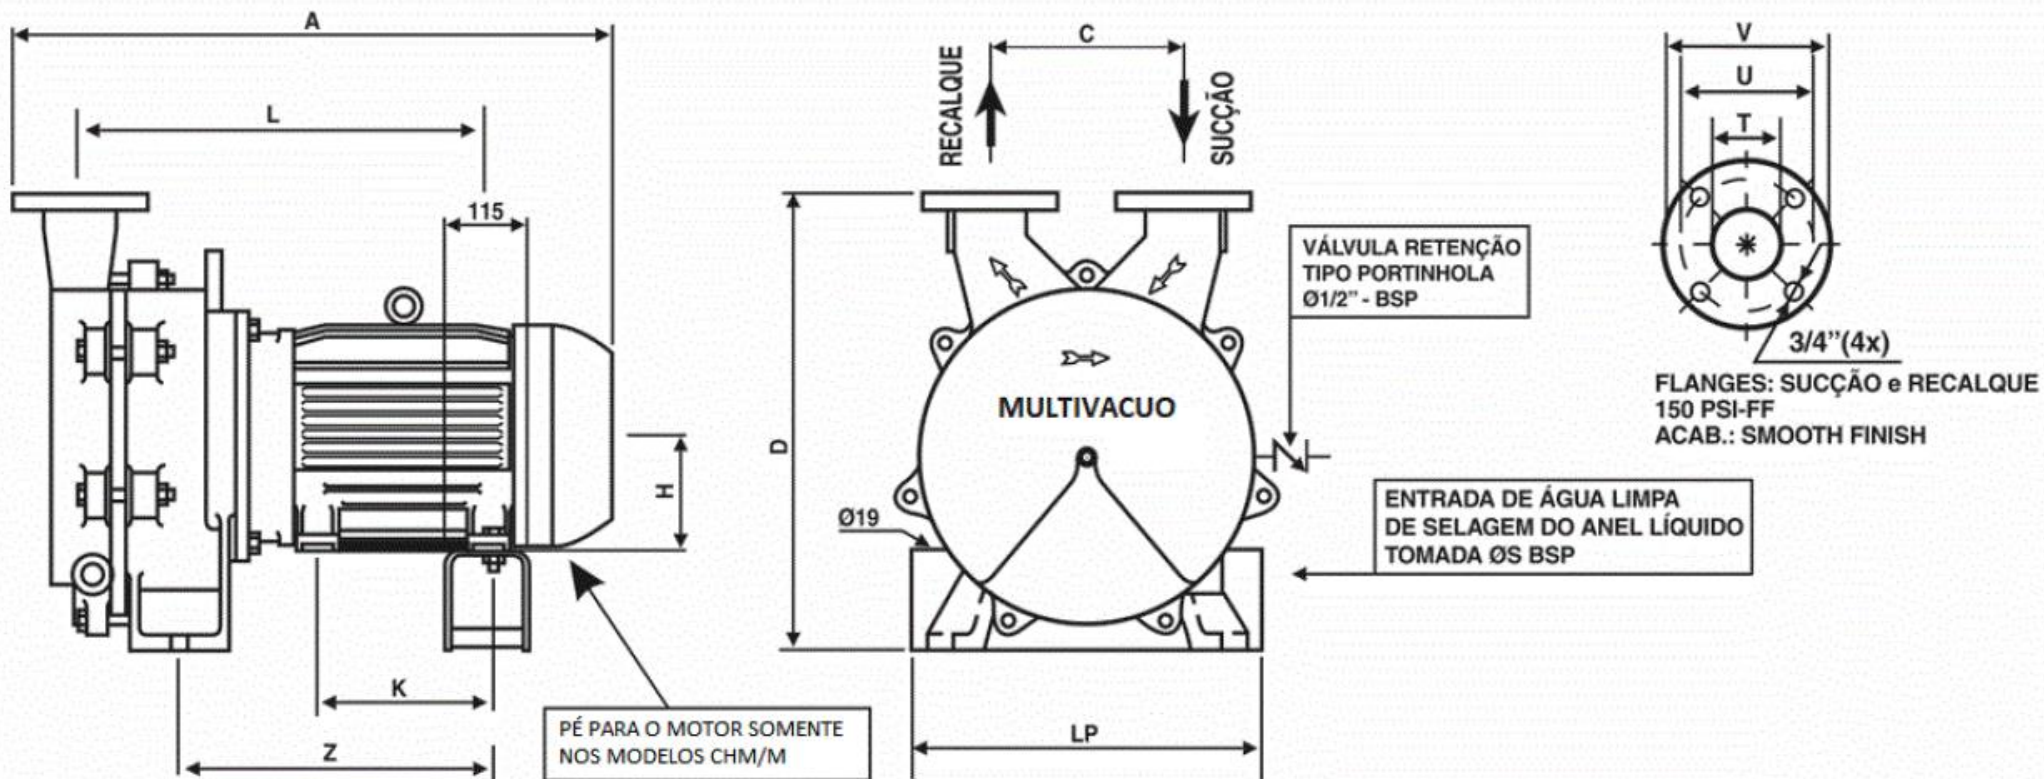 A
L
115
H
K
Z
PÉ PARA O MOTOR SOMENTE
NOS MODELOS CHM/M
C
RECALQUE
SUCÇÃO
D
MULTIVACUO
Ø19
LP
VÁLVULA RETENÇÃO
TIPO PORTINHOLA
Ø1/2" - BSP
ENTRADA DE ÁGUA LIMPA
DE SELAGEM DO ANEL LÍQUIDO
TOMADA ØS BSP
V
U
T
3/4"(4x)
FLANGES: SUCÇÃO e RECALQUE
150 PSI-FF
ACAB.: SMOOTH FINISH